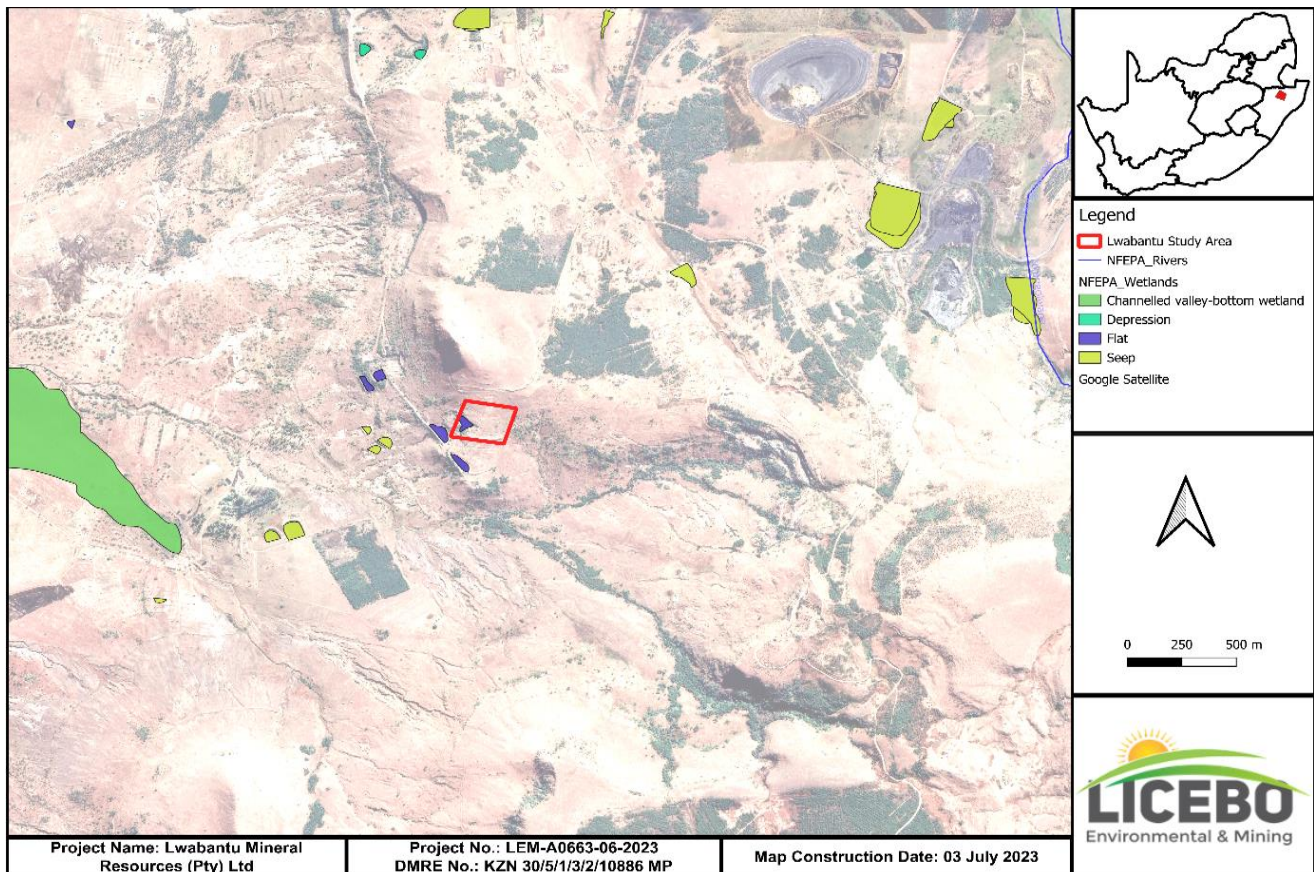 Legend
Lwabantu Study Area
NFEPA_Rivers
NFEPA_Wetlands
Channelled valley-bottom wetland
Depression
Flat
Seep
Google Satellite
0 250 500 m
LICEBO
Environmental & Mining
Project Name: Lwabantu Mineral
Resources (Pty) Ltd
Project No.: LEM-A0663-06-2023
DMRE No.: KZN 30/5/1/3/2/10886 MP
Map Construction Date: 03 July 2023